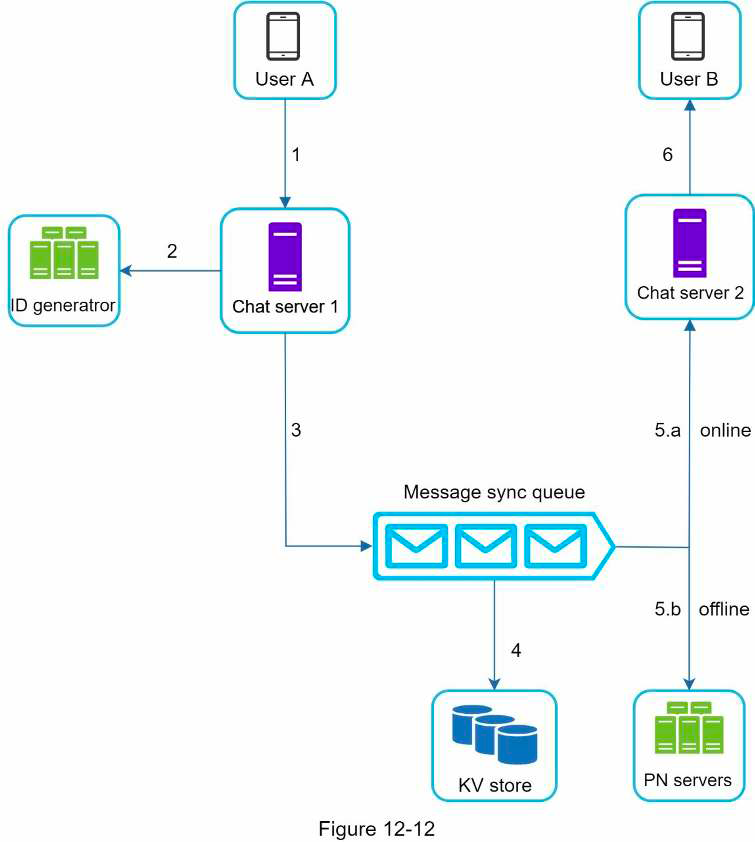 User A
User B
1
6
2
ID generatror
Chat server 1
Chat server 2
3
5.a online
Message sync queue
5.b offline
4
KV store
PN servers
Figure 12-12